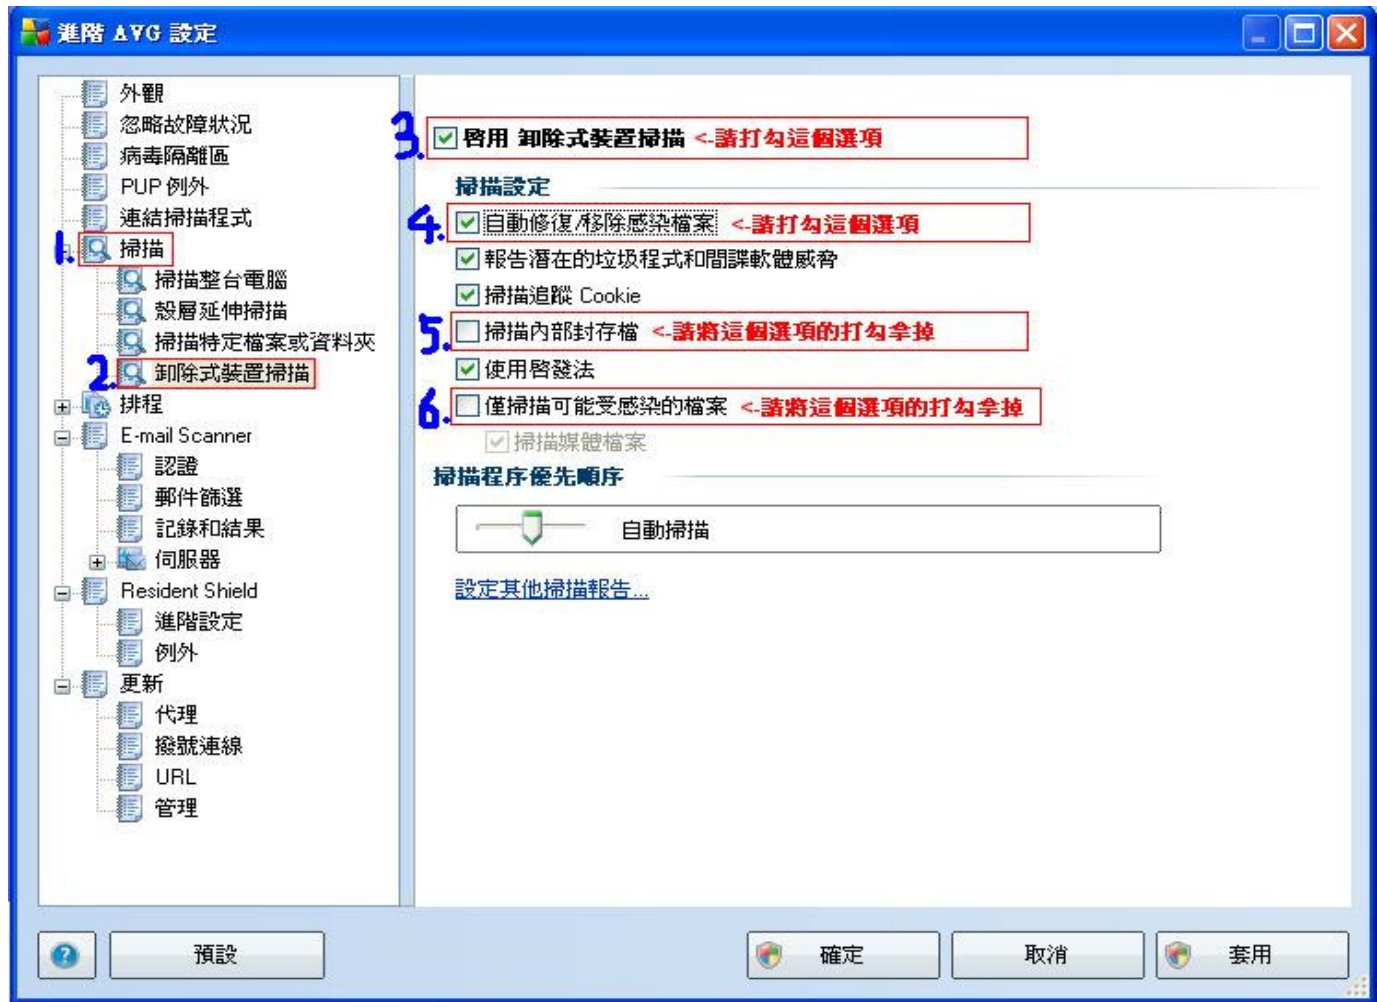 進階 AVG 設定
外觀
忽略故障狀況
病毒隔離區
PUP 例外
連結掃描程式
1. 掃描
掃描整台電腦
殼層延伸掃描
掃描特定檔案或資料夾
2. 卸除式裝置掃描
排程
E-mail Scanner
認證
郵件篩選
記錄和結果
伺服器
Resident Shield
進階設定
例外
更新
代理
撥號連線
URL
管理
3. 啟用 卸除式裝置掃描 <-請打勾這個選項
掃描設定
4. 自動修復/移除感染檔案 <-請打勾這個選項
報告潛在的垃圾程式和間諜軟體威脅
掃描追蹤 Cookie
5. 掃描內部封存檔 <-請將這個選項的打勾拿掉
使用啓發法
6. 僅掃描可能受感染的檔案 <-請將這個選項的打勾拿掉
掃描媒體檔案
掃描程序優先順序
自動掃描
設定其他掃描報告...
預設
確定
取消
套用